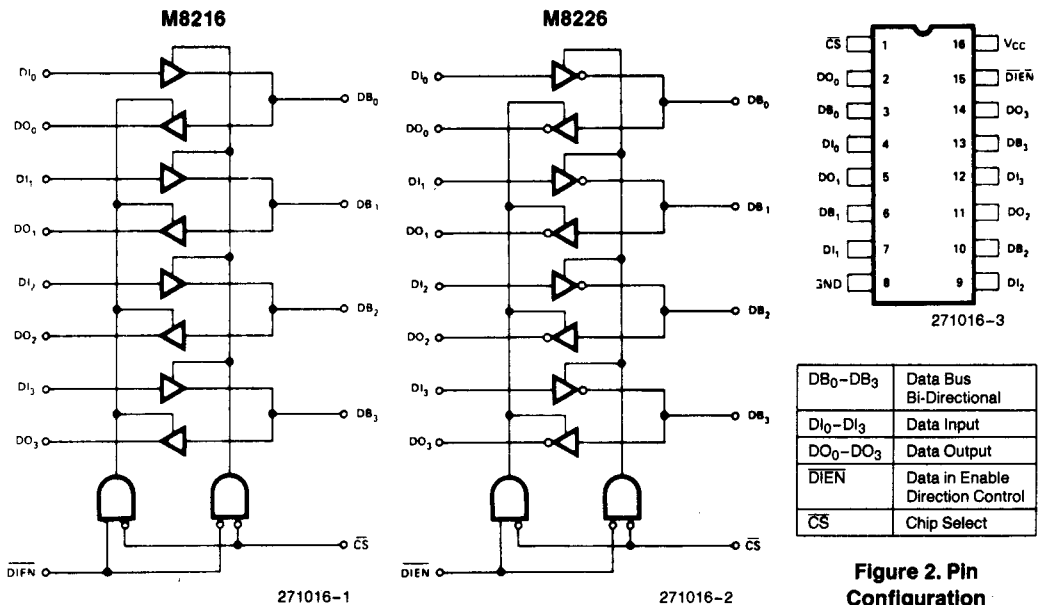 M8216
DI0
DO0
DB0
DI1
DO1
DB1
DI2
DO2
DB2
DI3
DO3
DB3
CS
DIEN
271016-1
M8226
DI0
DO0
DB0
DI1
DO1
DB1
DI2
DO2
DB2
DI3
DO3
DB3
CS
DIEN
271016-2
CS 1 16 VCC
DO0 2 15 DIEN
DB0 3 14 DO3
DI0 4 13 DB3
DO1 5 12 DI3
DB1 6 11 DO2
DI1 7 10 DB2
GND 8 9 DI2
271016-3
DB0-DB3 Data Bus
Bi-Directional
DI0-DI3 Data Input
DO0-DO3 Data Output
DIEN Data in Enable
Direction Control
CS Chip Select
Figure 2. Pin
Configuration